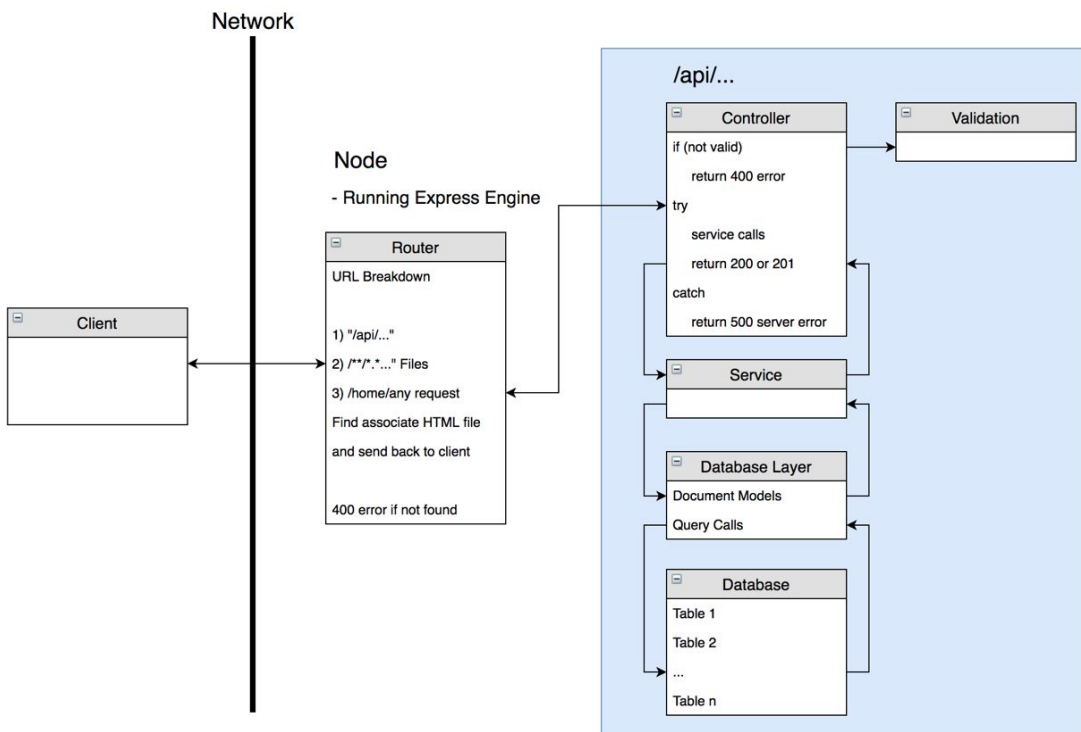 Network
/api/...
Controller
if (not valid)
return 400 error
try
service calls
return 200 or 201
catch
return 500 server error
Validation
Node
- Running Express Engine
Router
URL Breakdown
1) "/api/..."
2) /**/*.*..." Files
3) /home/any request
Find associate HTML file
and send back to client
400 error if not found
Client
Service
Database Layer
Document Models
Query Calls
Database
Table 1
Table 2
...
Table n